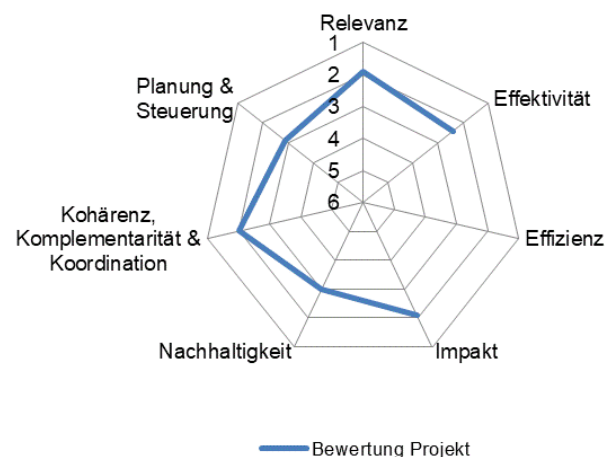 Relevanz
1
2
3
4
5
6
Planung &
Steuerung
Effektivität
Kohärenz,
Komplementarität &
Koordination
Effizienz
Nachhaltigkeit
Impakt
Bewertung Projekt